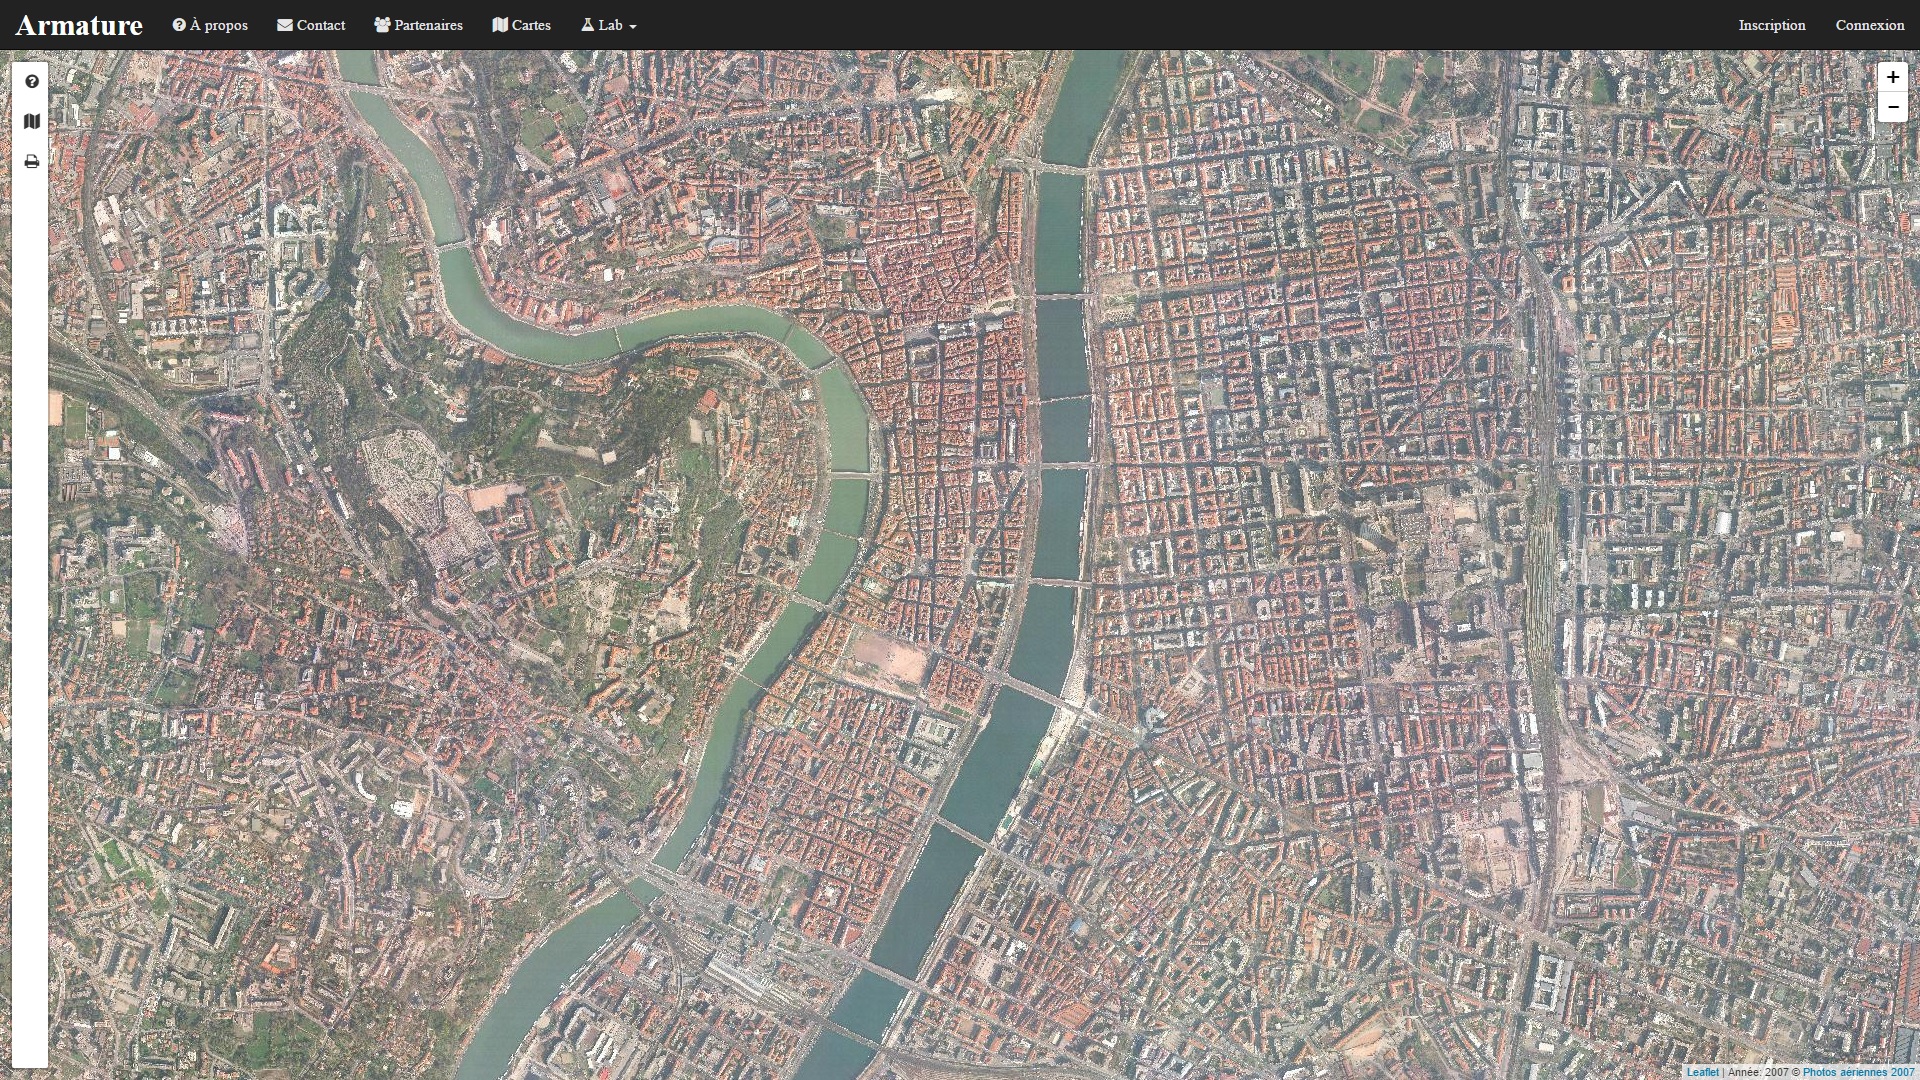 Armature À propos Contact Partenaires Cartes Lab Inscription Connexion
+
−
Leaflet | Année: 2007 © Photos aériennes 2007